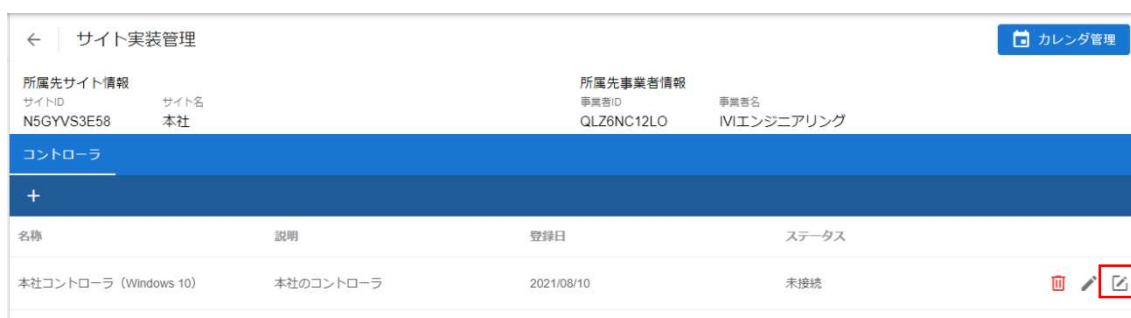 サイト実装管理
カレンダ管理
所属先サイト情報
所属先事業者情報
サイトID サイト名 事業者ID 事業者名
N5GYVS3E58 本社 QLZ6NC12LO IVIエンジニアリング
コントローラ
+
名称 説明 登録日 ステータス
本社コントローラ（Windows 10） 本社のコントローラ 2021/08/10 未接続